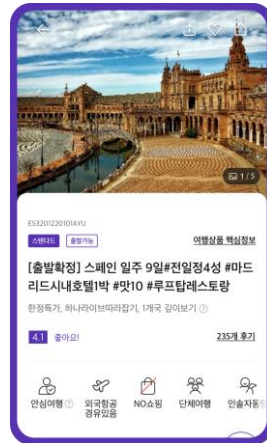 1/5
ES3201220101AYU
스탠다드 출발가능 여행상품 핵심정보
[출발확정] 스페인 일주 9일#전일정4성 #마드
리드시내호텔1박 #맛10 #루프탑레스토랑
한정특가, 하나라이브따라잡기, 1개국 깊이보기 ?
4.1 좋아요! 235개 후기
안심여행 ? 외국항공 NO쇼핑 단체여행 인솔자동
경유있음